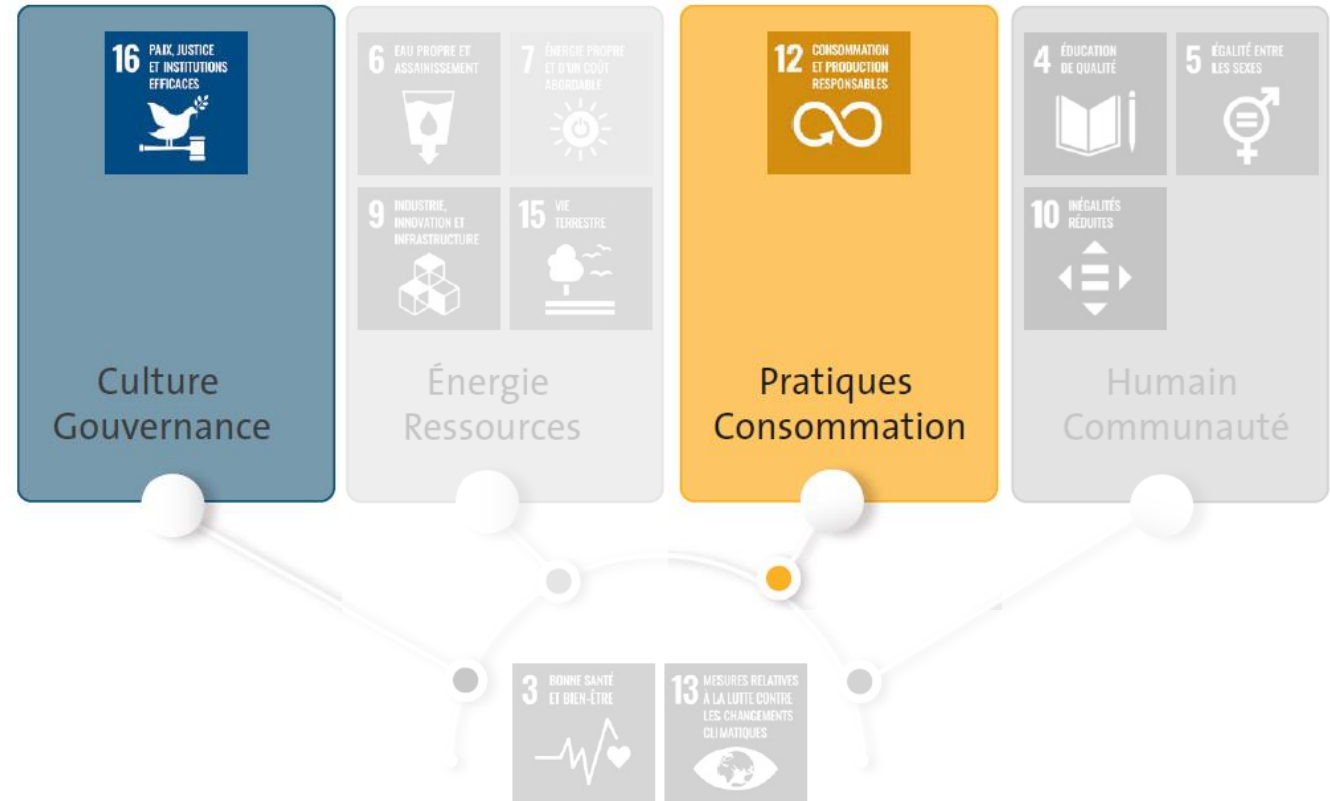 16 PAIX, JUSTICE
ET INSTITUTIONS
EFFICACES
Culture
Gouvernance
6 EAU PROPRE ET
ASSAINISSEMENT
7 ÉNERGIE PROPRE
ET D'UN COÛT
ABORDABLE
9 INDUSTRIE,
INNOVATION ET
INFRASTRUCTURE
15 VIE
TERRESTRE
Énergie
Ressources
12 CONSOMMATION
ET PRODUCTION
RESPONSABLES
Pratiques
Consommation
4 ÉDUCATION
DE QUALITÉ
5 ÉGALITÉ ENTRE
LES SEXES
10 INÉGALITÉS
RÉDUITES
Humain
Communauté
3 BONNE SANTÉ
ET BIEN-ÊTRE
13 MESURES RELATIVES
À LA LUTTE CONTRE
LES CHANGEMENTS
CLIMATIQUES